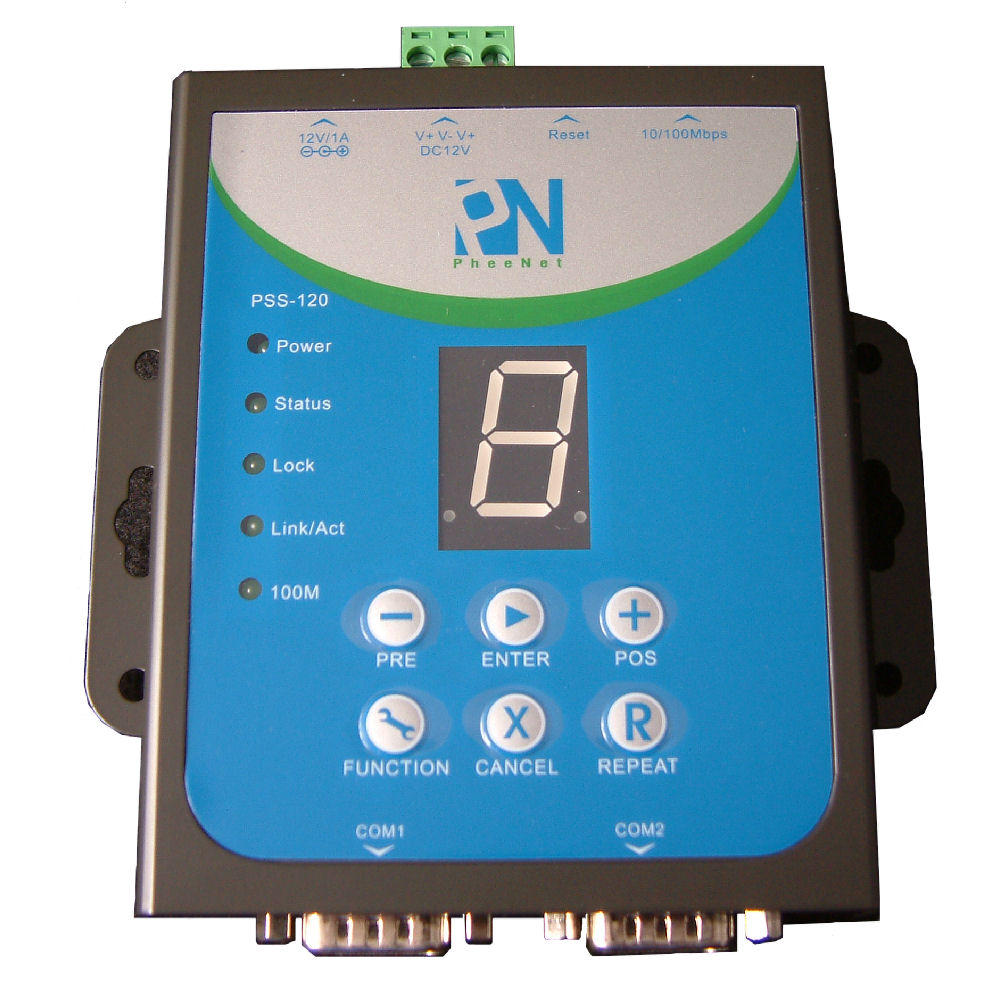 12V/1A
V+ V- V+
DC12V
Reset
10/100Mbps
PN
PheeNet
PSS-120
Power
Status
Lock
Link/Act
100M
PRE
ENTER
POS
X
R
FUNCTION
CANCEL
REPEAT
COM1
COM2